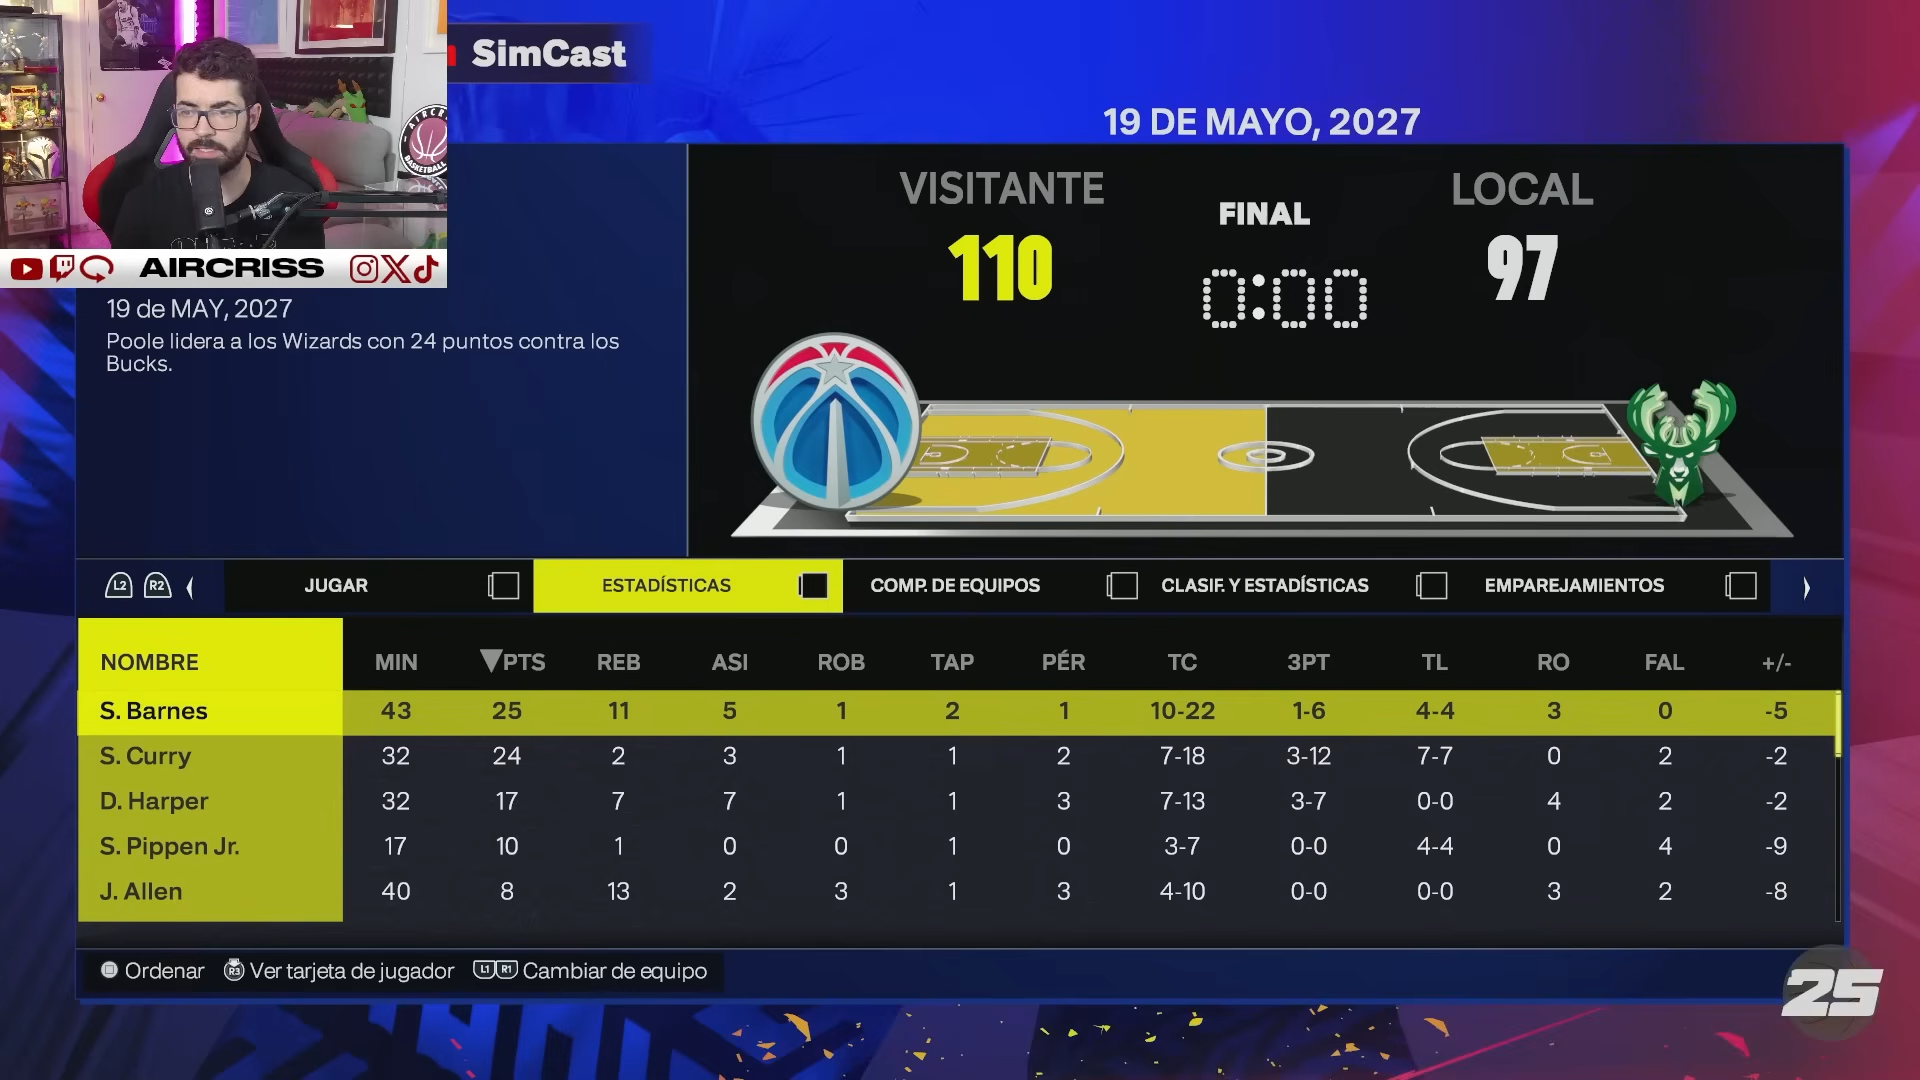 SimCast
19 DE MAYO, 2027
VISITANTE
FINAL
LOCAL
110
0:00
97
AIRCRISS
19 de MAY, 2027
Poole lidera a los Wizards con 24 puntos contra los
Bucks.
L2 R2 JUGAR ESTADÍSTICAS COMP. DE EQUIPOS CLASIF. Y ESTADÍSTICAS EMPAREJAMIENTOS
NOMBRE MIN PTS REB ASI ROB TAP PÉR TC 3PT TL RO FAL +/-
S. Barnes 43 25 11 5 1 2 1 10-22 1-6 4-4 3 0 -5
S. Curry 32 24 2 3 1 1 2 7-18 3-12 7-7 0 2 -2
D. Harper 32 17 7 7 1 1 3 7-13 3-7 0-0 4 2 -2
S. Pippen Jr. 17 10 1 0 0 1 0 3-7 0-0 4-4 0 4 -9
J. Allen 40 8 13 2 3 1 3 4-10 0-0 0-0 3 2 -8
Ordenar R3 Ver tarjeta de jugador L1 R1 Cambiar de equipo
25